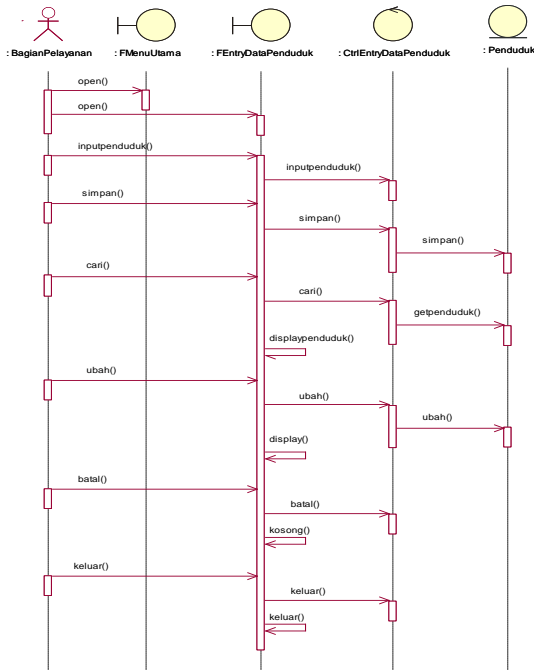 : BagianPelayanan : FMenuUtama : FEntryDataPenduduk : CtrlEntryDataPenduduk : Penduduk
open()
open()
inputpenduduk()
inputpenduduk()
simpan()
simpan()
simpan()
cari()
cari()
getpenduduk()
displaypenduduk()
ubah()
ubah()
ubah()
display()
batal()
batal()
kosong()
keluar()
keluar()
keluar()